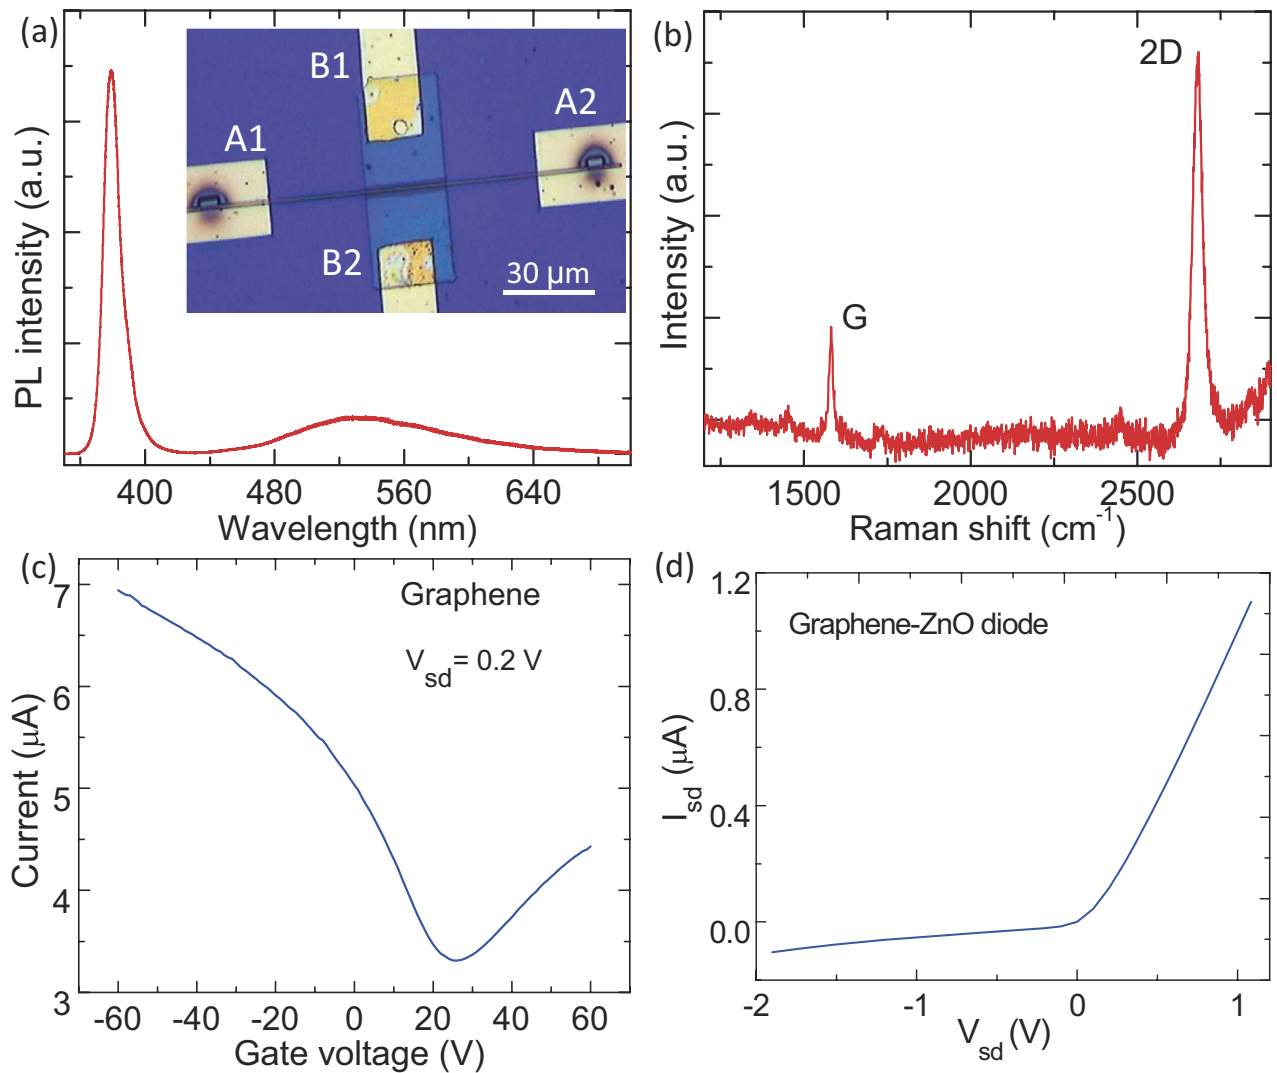 (a)
B1
A2
A1
B2
30 μm
PL intensity (a.u.)
400
480
560
640
Wavelength (nm)
(b)
2D
G
Intensity (a.u.)
1500
2000
2500
Raman shift (cm⁻¹)
(c)
7
6
5
4
3
Graphene
Vsd = 0.2 V
Current (μA)
-60
-40
-20
0
20
40
60
Gate voltage (V)
(d)
1.2
0.8
0.4
0.0
Graphene-ZnO diode
Isd (μA)
-2
-1
0
1
Vsd (V)